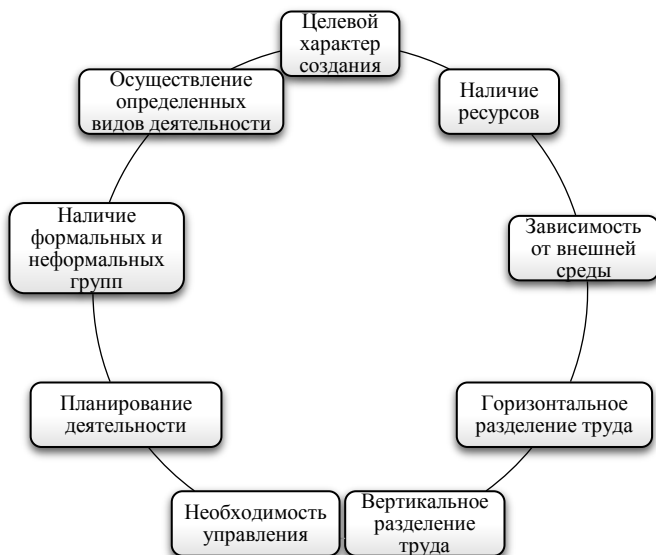 Целевой
характер
создания
Наличие
ресурсов
Зависимость
от внешней
среды
Горизонтальное
разделение труда
Вертикальное
разделение
труда
Необходимость
управления
Планирование
деятельности
Наличие
формальных и
неформальных
групп
Осуществление
определенных
видов деятельности